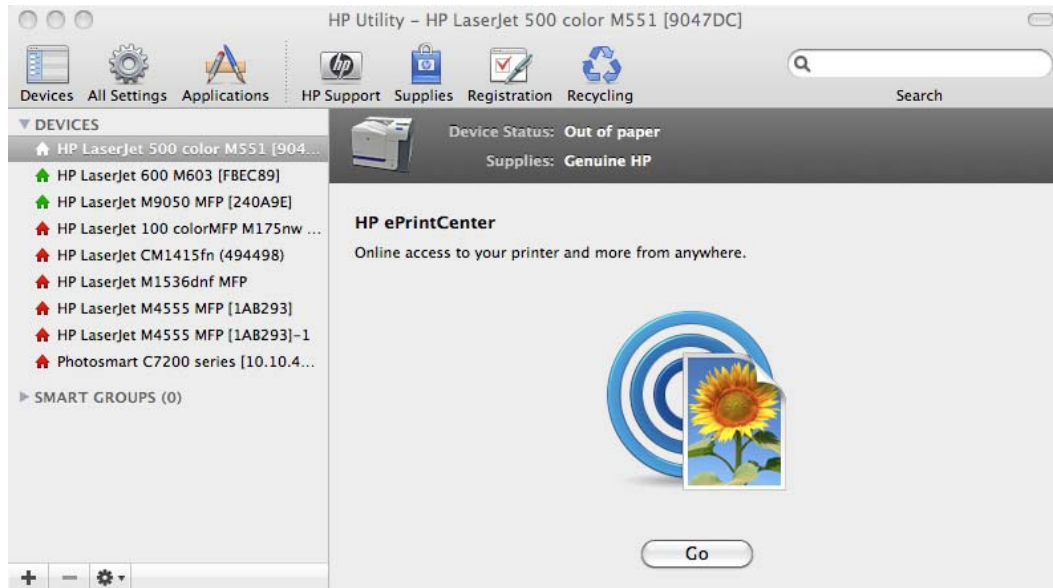 HP Utility – HP LaserJet 500 color M551 [9047DC]
Devices All Settings Applications HP Support Supplies Registration Recycling Search
DEVICES
HP LaserJet 500 color M551 [904...
HP LaserJet 600 M603 [FBEC89]
HP LaserJet M9050 MFP [240A9E]
HP LaserJet 100 colorMFP M175nw ...
HP LaserJet CM1415fn (494498)
HP LaserJet M1536dnf MFP
HP LaserJet M4555 MFP [1AB293]
HP LaserJet M4555 MFP [1AB293]-1
Photosmart C7200 series [10.10.4...
SMART GROUPS (0)
Device Status: Out of paper
Supplies: Genuine HP
HP ePrintCenter
Online access to your printer and more from anywhere.
Go